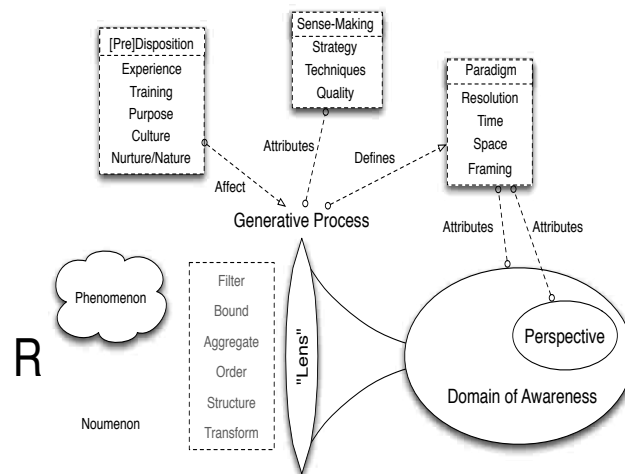 [Pre]Disposition
Experience
Training
Purpose
Culture
Nurture/Nature
Sense-Making
Strategy
Techniques
Quality
Paradigm
Resolution
Time
Space
Framing
Attributes
Defines
Affect
Generative Process
Attributes
Attributes
Phenomenon
Filter
Bound
Aggregate
Order
Structure
Transform
"Lens"
Perspective
R
Domain of Awareness
Noumenon